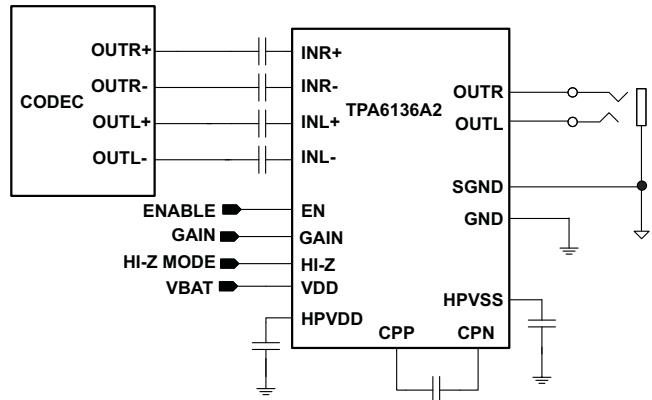 CODEC
OUTR+
OUTR-
OUTL+
OUTL-
INR+
INR-
INL+
INL-
TPA6136A2
OUTR
OUTL
SGND
GND
ENABLE
EN
GAIN
GAIN
HI-Z MODE
HI-Z
VBAT
VDD
HPVDD
HPVSS
CPP
CPN